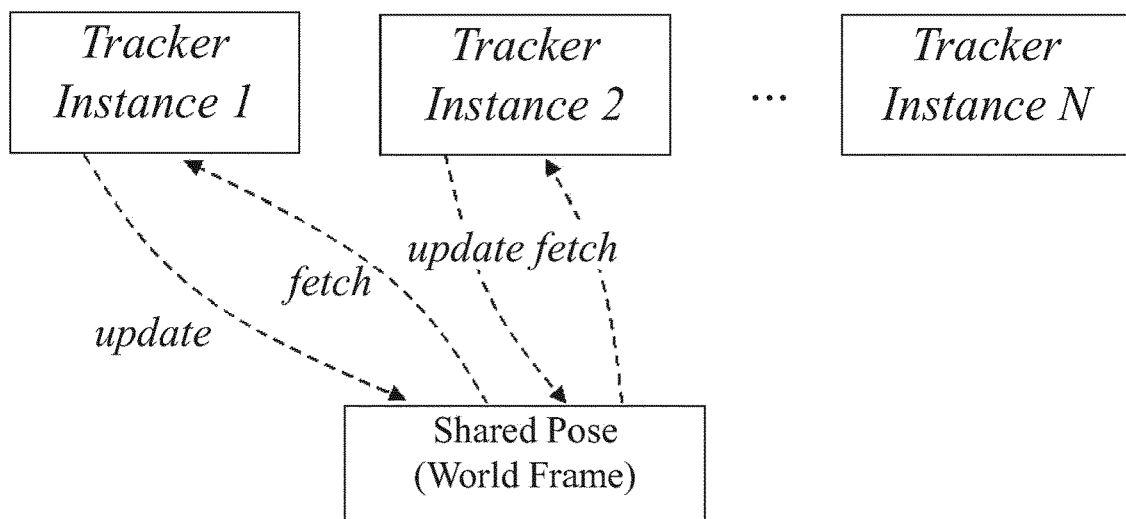 Tracker
Instance 1
Tracker
Instance 2
...
Tracker
Instance N
update fetch
fetch
update
Shared Pose
(World Frame)